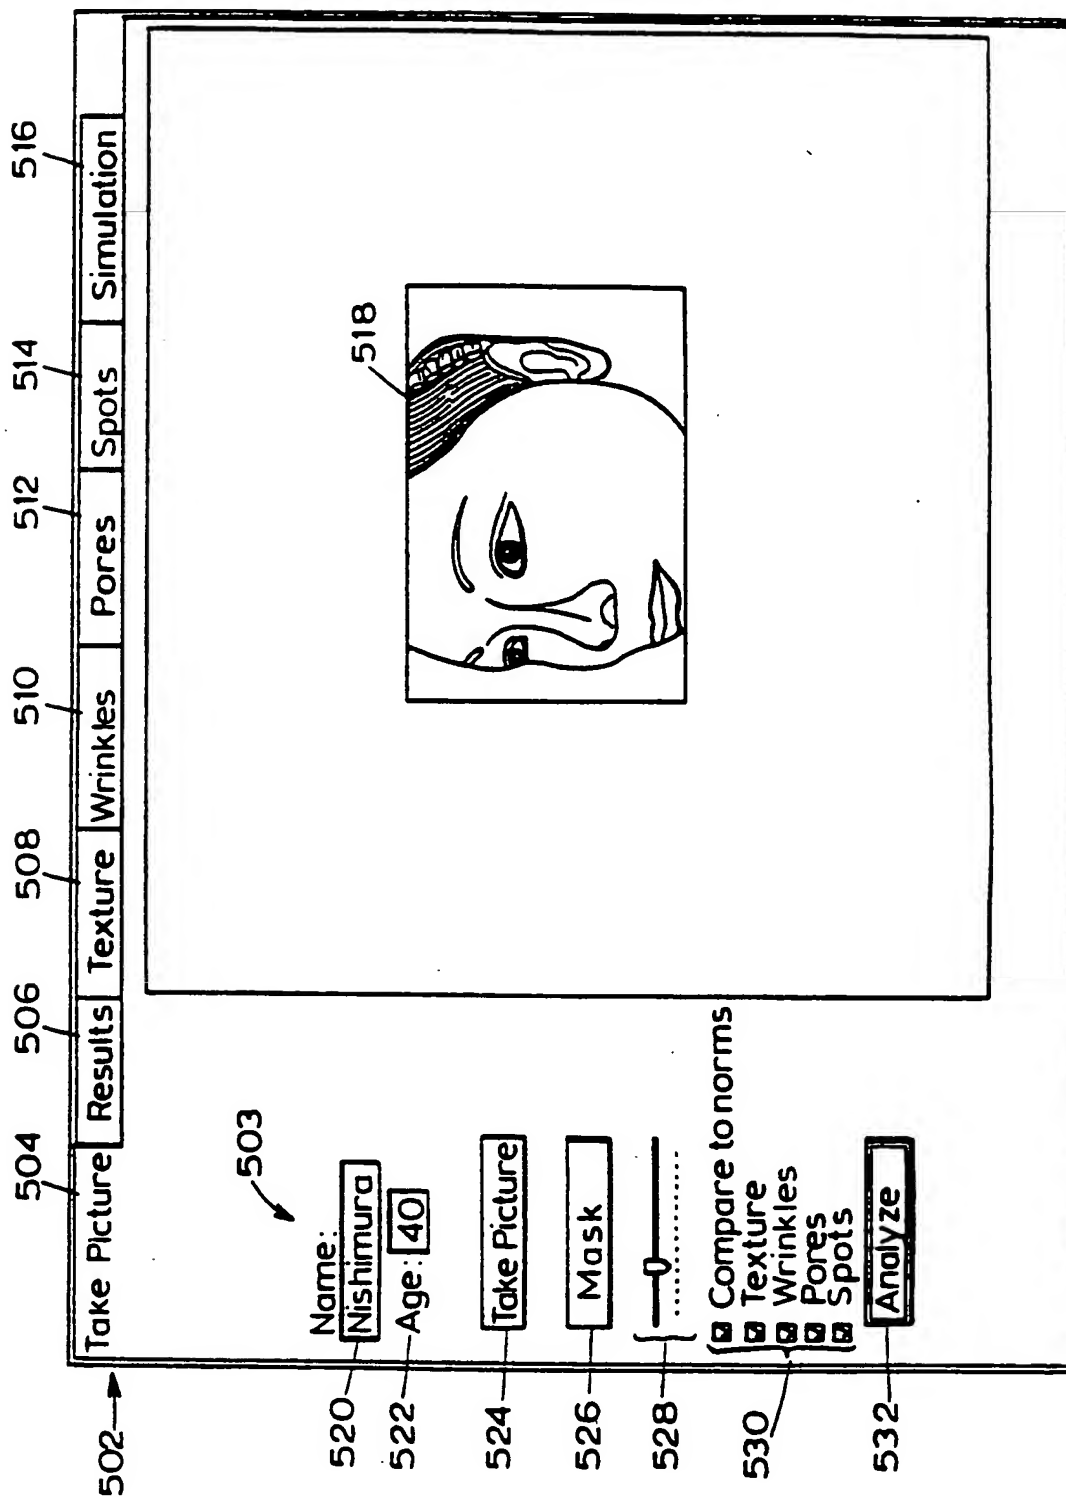 516
514
512
510
508
506
504
Take Picture
Results
Texture
Wrinkles
Pores
Spots
Simulation
502
503
518
Name:
Nishimura
520
Age: 40
522
Take Picture
524
Mask
526
528
Compare to norms
Texture
Wrinkles
Pores
Spots
530
Analyze
532